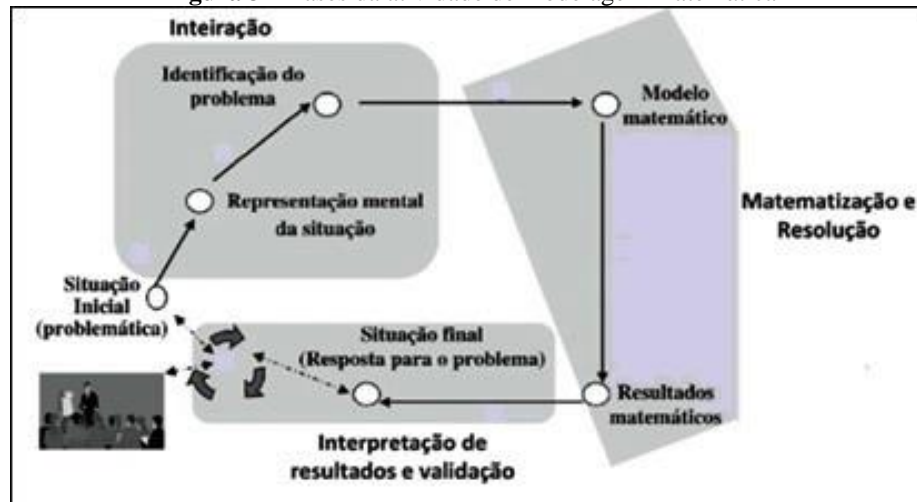 Inteiração
Identificação do
problema
Modelo
matemático
Representação mental
da situação
Matematização e
Resolução
Situação
Inicial
(problemática)
Situação final
(Resposta para o problema)
Resultados
matemáticos
Interpretação de
resultados e validação